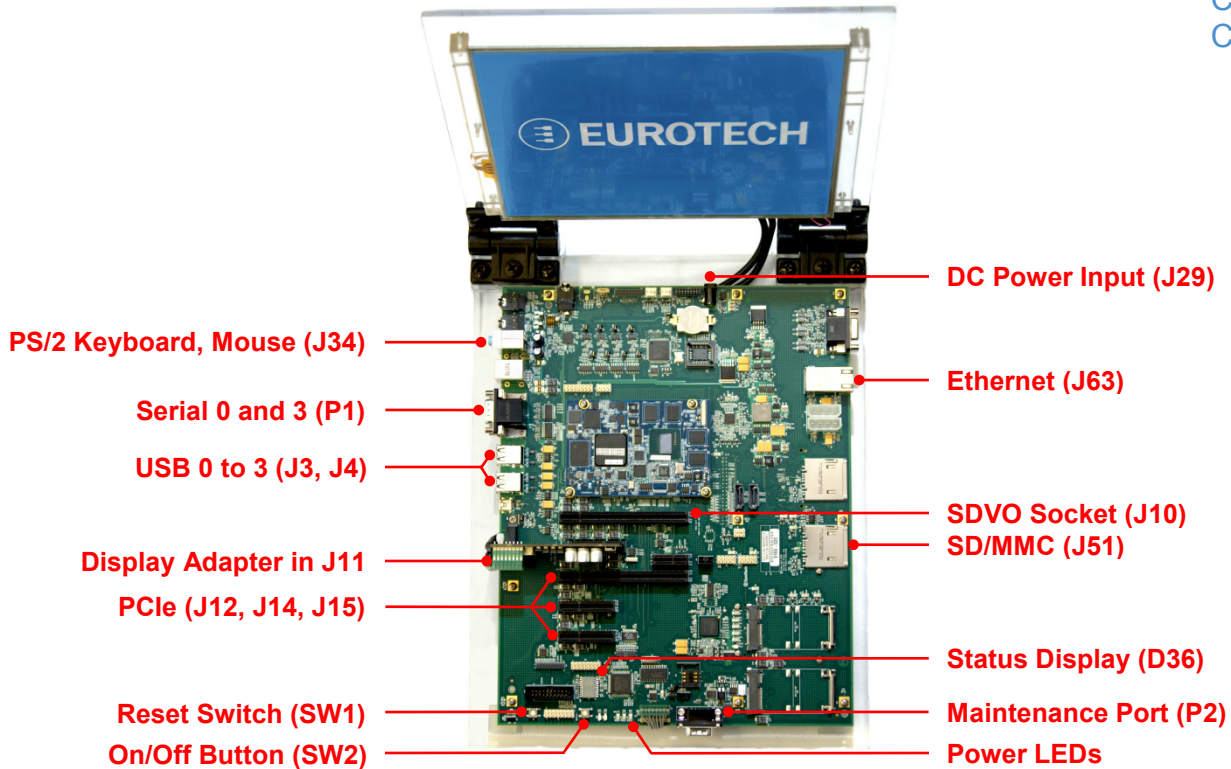 C
C
EUROTECH
DC Power Input (J29)
PS/2 Keyboard, Mouse (J34)
Ethernet (J63)
Serial 0 and 3 (P1)
USB 0 to 3 (J3, J4)
SDVO Socket (J10)
SD/MMC (J51)
Display Adapter in J11
PCIe (J12, J14, J15)
Status Display (D36)
Reset Switch (SW1)
Maintenance Port (P2)
On/Off Button (SW2)
Power LEDs